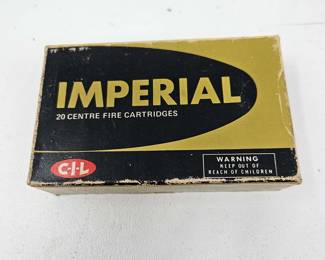 IMPERIAL
20 CENTRE FIRE CARTRIDGES
C-I-L
WARNING
KEEP OUT OF
REACH OF CHILDREN